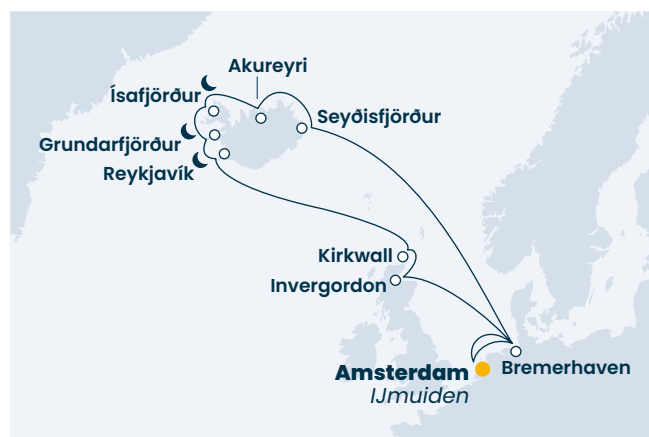 Akureyri
Ísafjörður
Seyðisfjörður
Grundarfjörður
Reykjavík
Kirkwall
Invergordon
Amsterdam
IJmuiden
Bremerhaven